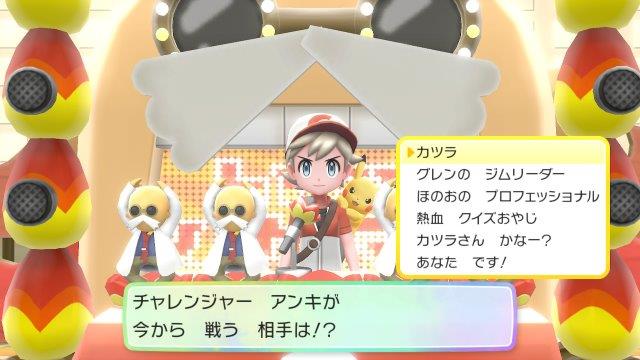 カツラ
グレンの ジムリーダー
ほのおの プロフェッショナル
熱血 クイズおやじ
カツラさん かなー?
あなた です!
チャレンジャー アンキが
今から 戦う 相手は!?